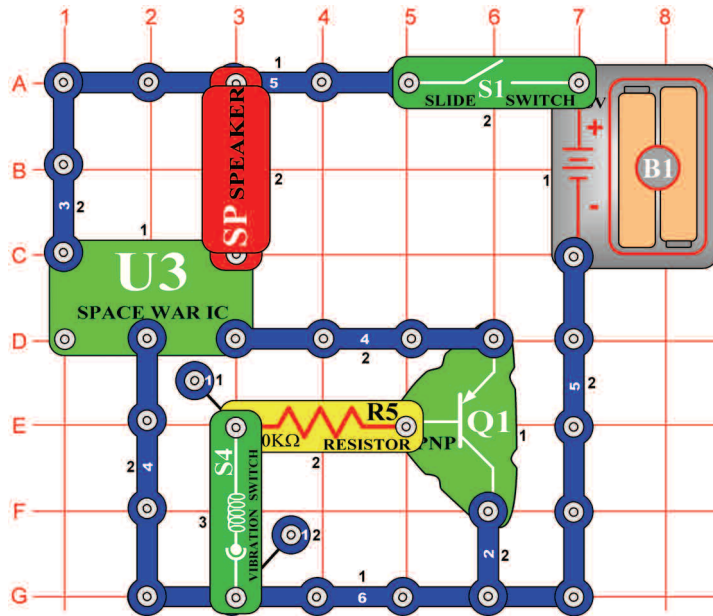 1 2 3 4 5 6 7 8
1
A 5 S1
SLIDE SWITCH V
2
+
B SPEAKER 2 1 B1
3 2 1 -
SP
C U3
SPACE WAR IC
D 4
2
1 1
5 2
E R5 Q1
0KΩ RESISTOR PNP 1
2 4 2
S4
VIBRATION SWITCH
F 3
1 2 2 2
1
G 6